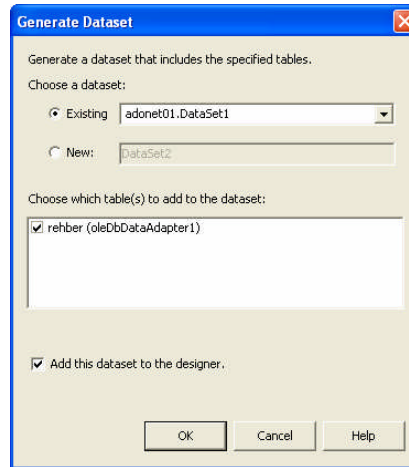 Generate Dataset
Generate a dataset that includes the specified tables.
Choose a dataset:
Existing adonet01.DataSet1
New: DataSet2
Choose which table(s) to add to the dataset:
rehber (oleDbDataAdapter1)
Add this dataset to the designer.
OK Cancel Help